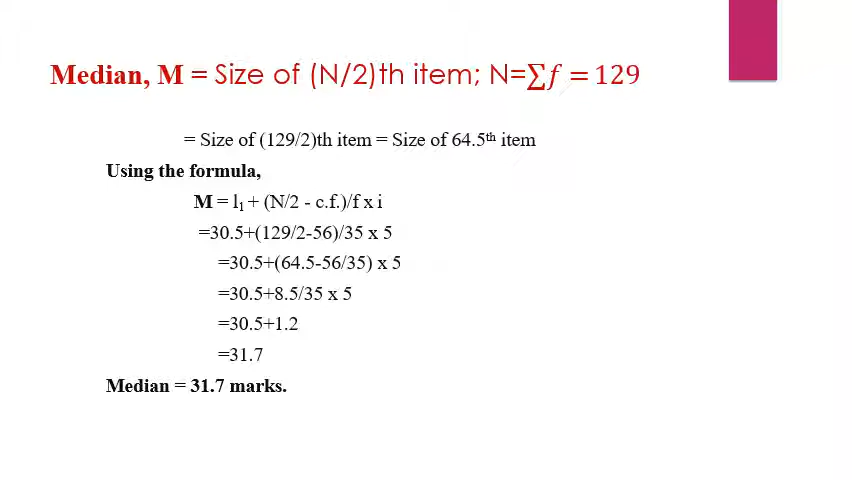 Median, M = Size of (N/2)th item; N=∑f = 129
= Size of (129/2)th item = Size of 64.5th item
Using the formula,
M = l1 + (N/2 - c.f.)/f x i
=30.5+(129/2-56)/35 x 5
=30.5+(64.5-56/35) x 5
=30.5+8.5/35 x 5
=30.5+1.2
=31.7
Median = 31.7 marks.